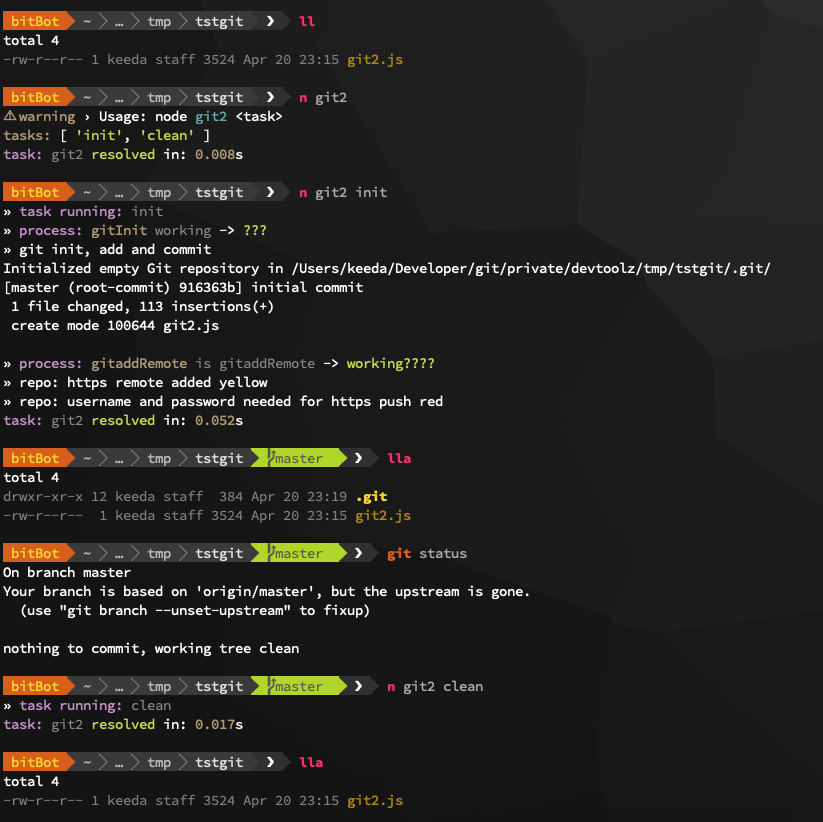 bitBot ~ … tmp tstgit ❯ ll
total 4
-rw-r--r-- 1 keeda staff 3524 Apr 20 23:15 git2.js
bitBot ~ … tmp tstgit ❯ n git2
⚠warning › Usage: node git2 <task>
tasks: [ 'init', 'clean' ]
task: git2 resolved in: 0.008s
bitBot ~ … tmp tstgit ❯ n git2 init
» task running: init
» process: gitInit working -> ???
» git init, add and commit
Initialized empty Git repository in /Users/keeda/Developer/git/private/devtoolz/tmp/tstgit/.git/
[master (root-commit) 916363b] initial commit
 1 file changed, 113 insertions(+)
 create mode 100644 git2.js
» process: gitaddRemote is gitaddRemote -> working????
» repo: https remote added yellow
» repo: username and password needed for https push red
task: git2 resolved in: 0.052s
bitBot ~ … tmp tstgit master ❯ lla
total 4
drwxr-xr-x 12 keeda staff  384 Apr 20 23:19 .git
-rw-r--r--  1 keeda staff 3524 Apr 20 23:15 git2.js
bitBot ~ … tmp tstgit master ❯ git status
On branch master
Your branch is based on 'origin/master', but the upstream is gone.
  (use "git branch --unset-upstream" to fixup)
nothing to commit, working tree clean
bitBot ~ … tmp tstgit master ❯ n git2 clean
» task running: clean
task: git2 resolved in: 0.017s
bitBot ~ … tmp tstgit ❯ lla
total 4
-rw-r--r-- 1 keeda staff 3524 Apr 20 23:15 git2.js